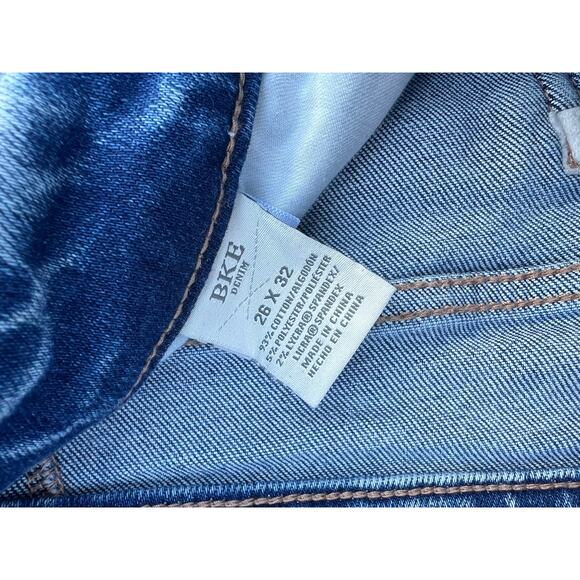 BKE
DENIM
26 X 32
93% COTTON/ALGODON
5% POLYESTER/POLIESTER
2% LYCRA®SPANDEX/
LICRA®SPANDEX
MADE IN CHINA
HECHO EN CHINA